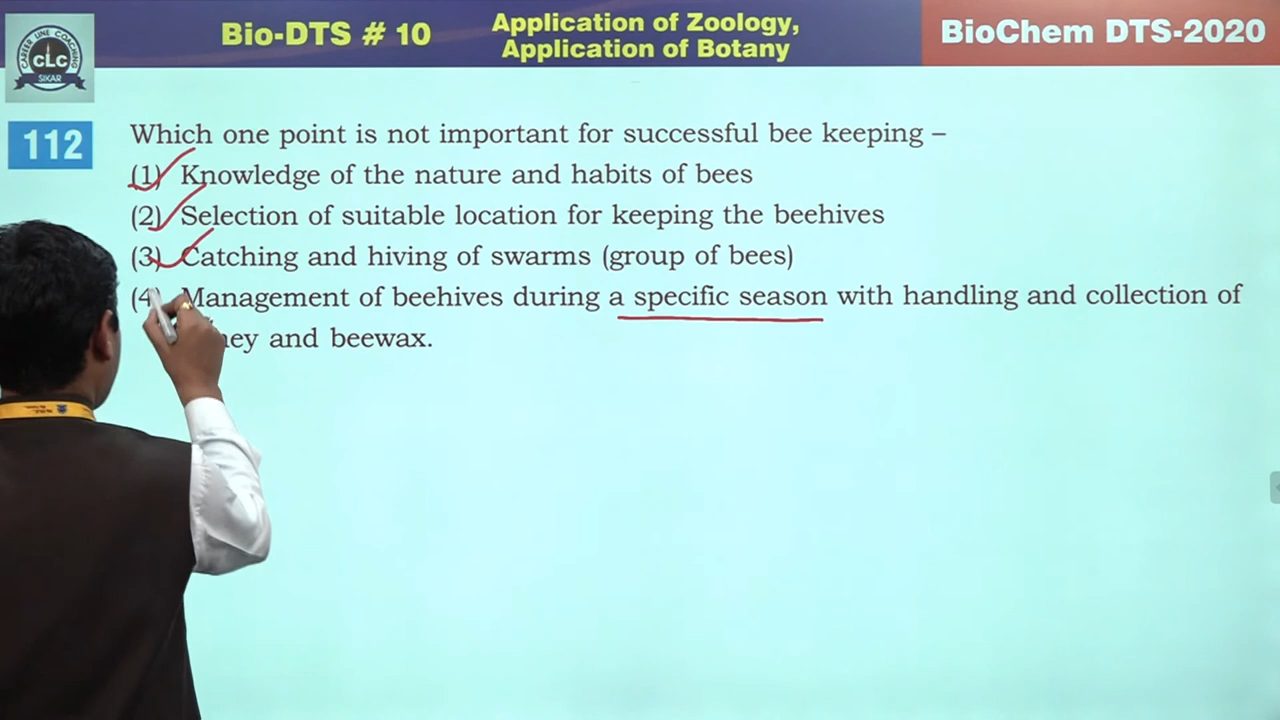 Bio-DTS # 10
Application of Zoology,
Application of Botany
BioChem DTS-2020
CAREER LINE COACHING
CLC
SIKAR
112
Which one point is not important for successful bee keeping –
(1) Knowledge of the nature and habits of bees
(2) Selection of suitable location for keeping the beehives
(3) Catching and hiving of swarms (group of bees)
(4) Management of beehives during a specific season with handling and collection of
and beewax.